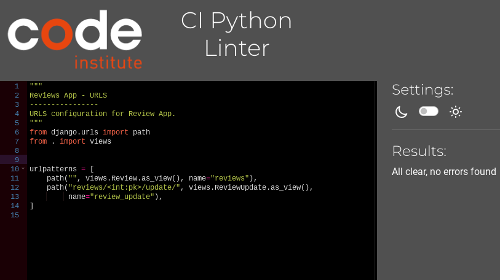 code
institute
CI Python
Linter
1 """
2 Reviews App - URLS
3 ----------------
4 URLS configuration for Review App.
5 """
6 from django.urls import path
7 from . import views
8
9
10 urlpatterns = [
11     path("", views.Review.as_view(), name="reviews"),
12     path("reviews/<int:pk>/update/", views.ReviewUpdate.as_view(),
13          name="review_update"),
14 ]
15
Settings:
Results:
All clear, no errors found